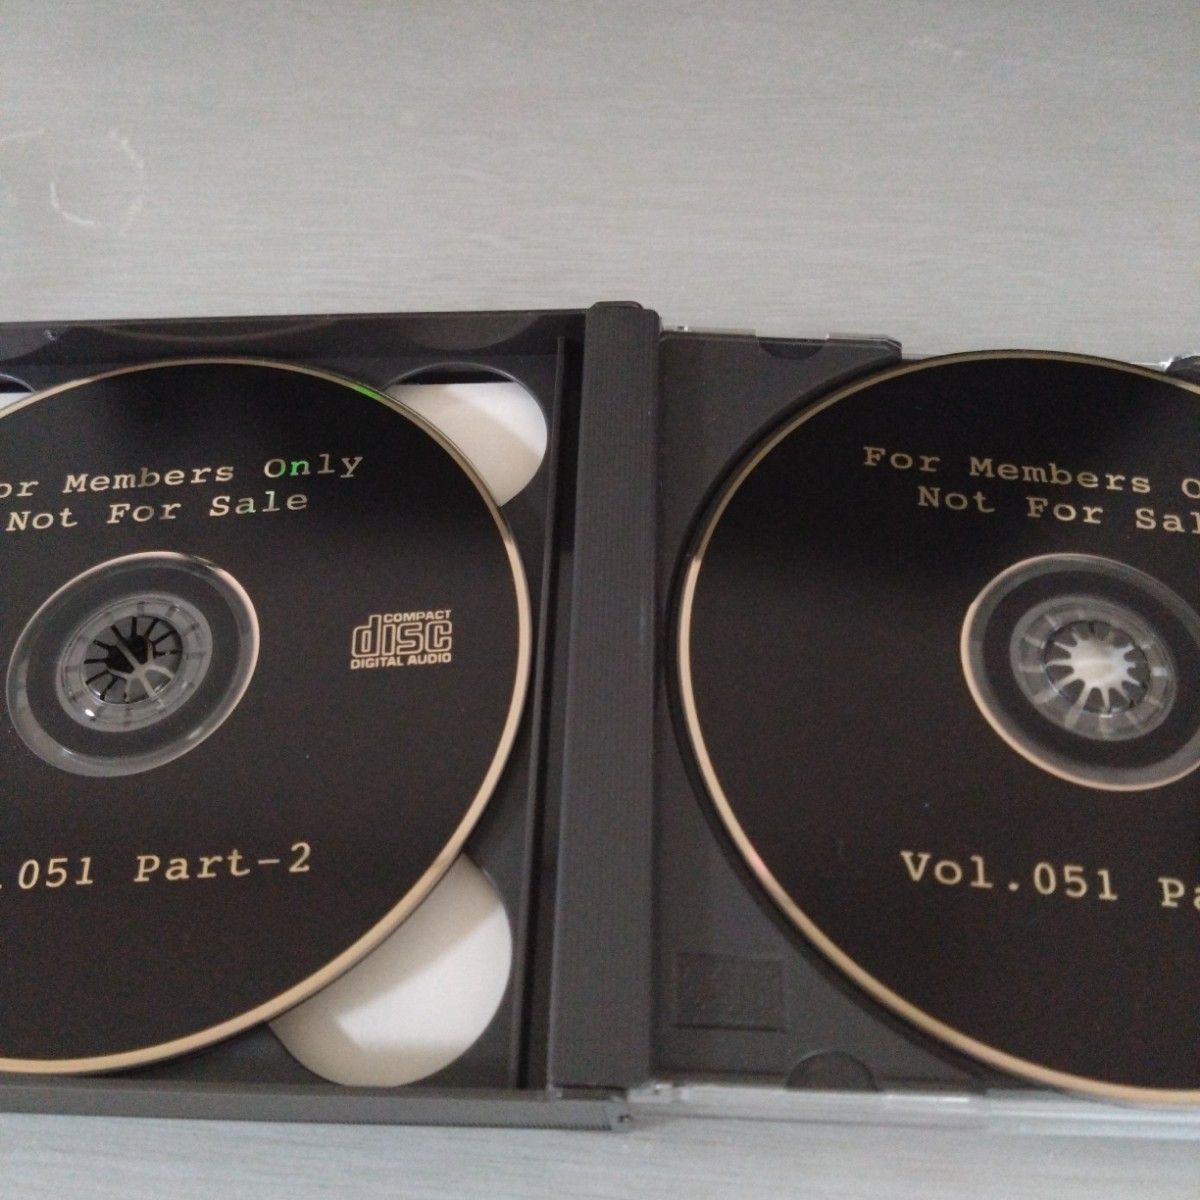 or Members Only
Not For Sale
COMPACT
disc
DIGITAL AUDIO
.051 Part-2
For Members O
Not For Sal
Vol.051 Pa